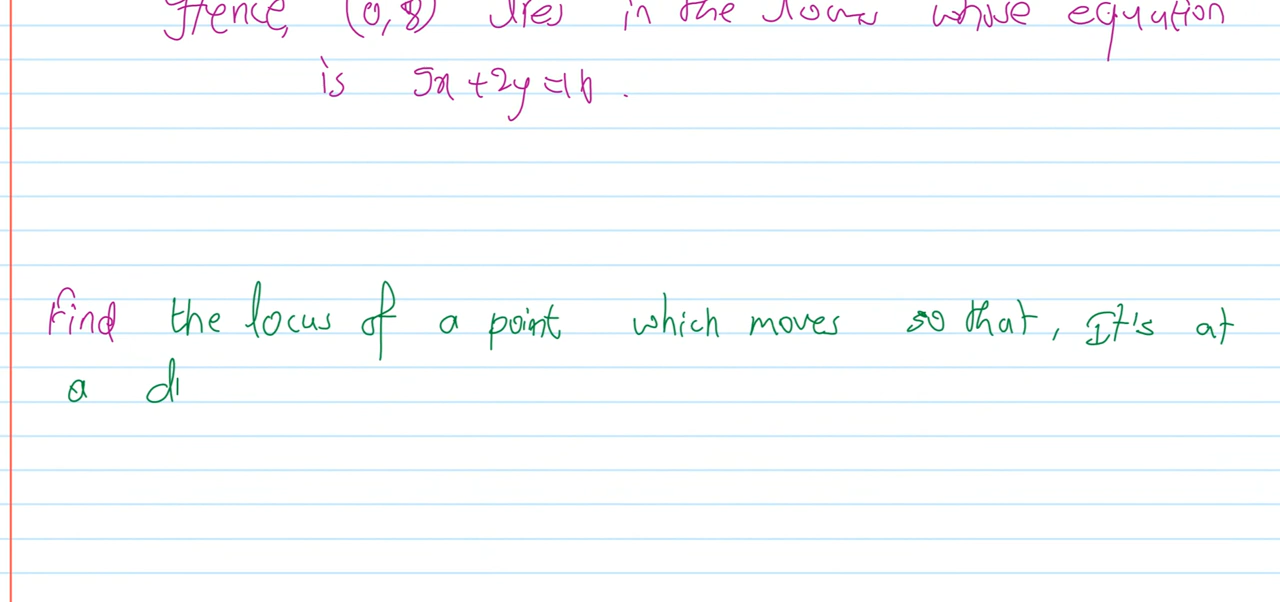 Hence, (0,8) lies in the locus whose equation
is 5x+2y=16.
Find the locus of a point which moves so that, It's at
a di